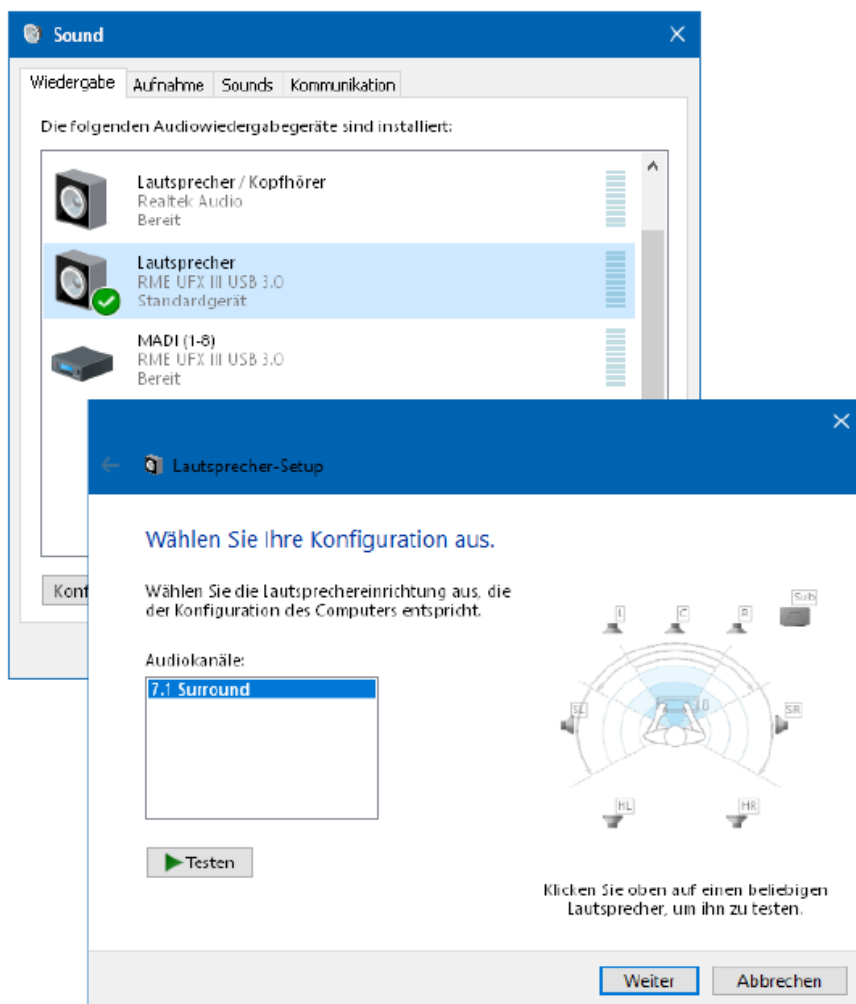 Sound
Wiedergabe Aufnahme Sounds Kommunikation
Die folgenden Audiowiedergabegeräte sind installiert:
Lautsprecher / Kopfhörer
Realtek Audio
Bereit
Lautsprecher
RME UFX III USB 3.0
Standardgerät
MADI (1-8)
RME UFX III USB 3.0
Bereit
Konf
Lautsprecher-Setup
Wählen Sie Ihre Konfiguration aus.
Wählen Sie die Lautsprechereinrichtung aus, die
der Konfiguration des Computers entspricht.
Audiokanäle:
7.1 Surround
Testen
L C R Sub
SL SR
HL HR
Klicken Sie oben auf einen beliebigen
Lautsprecher, um ihn zu testen.
Weiter Abbrechen